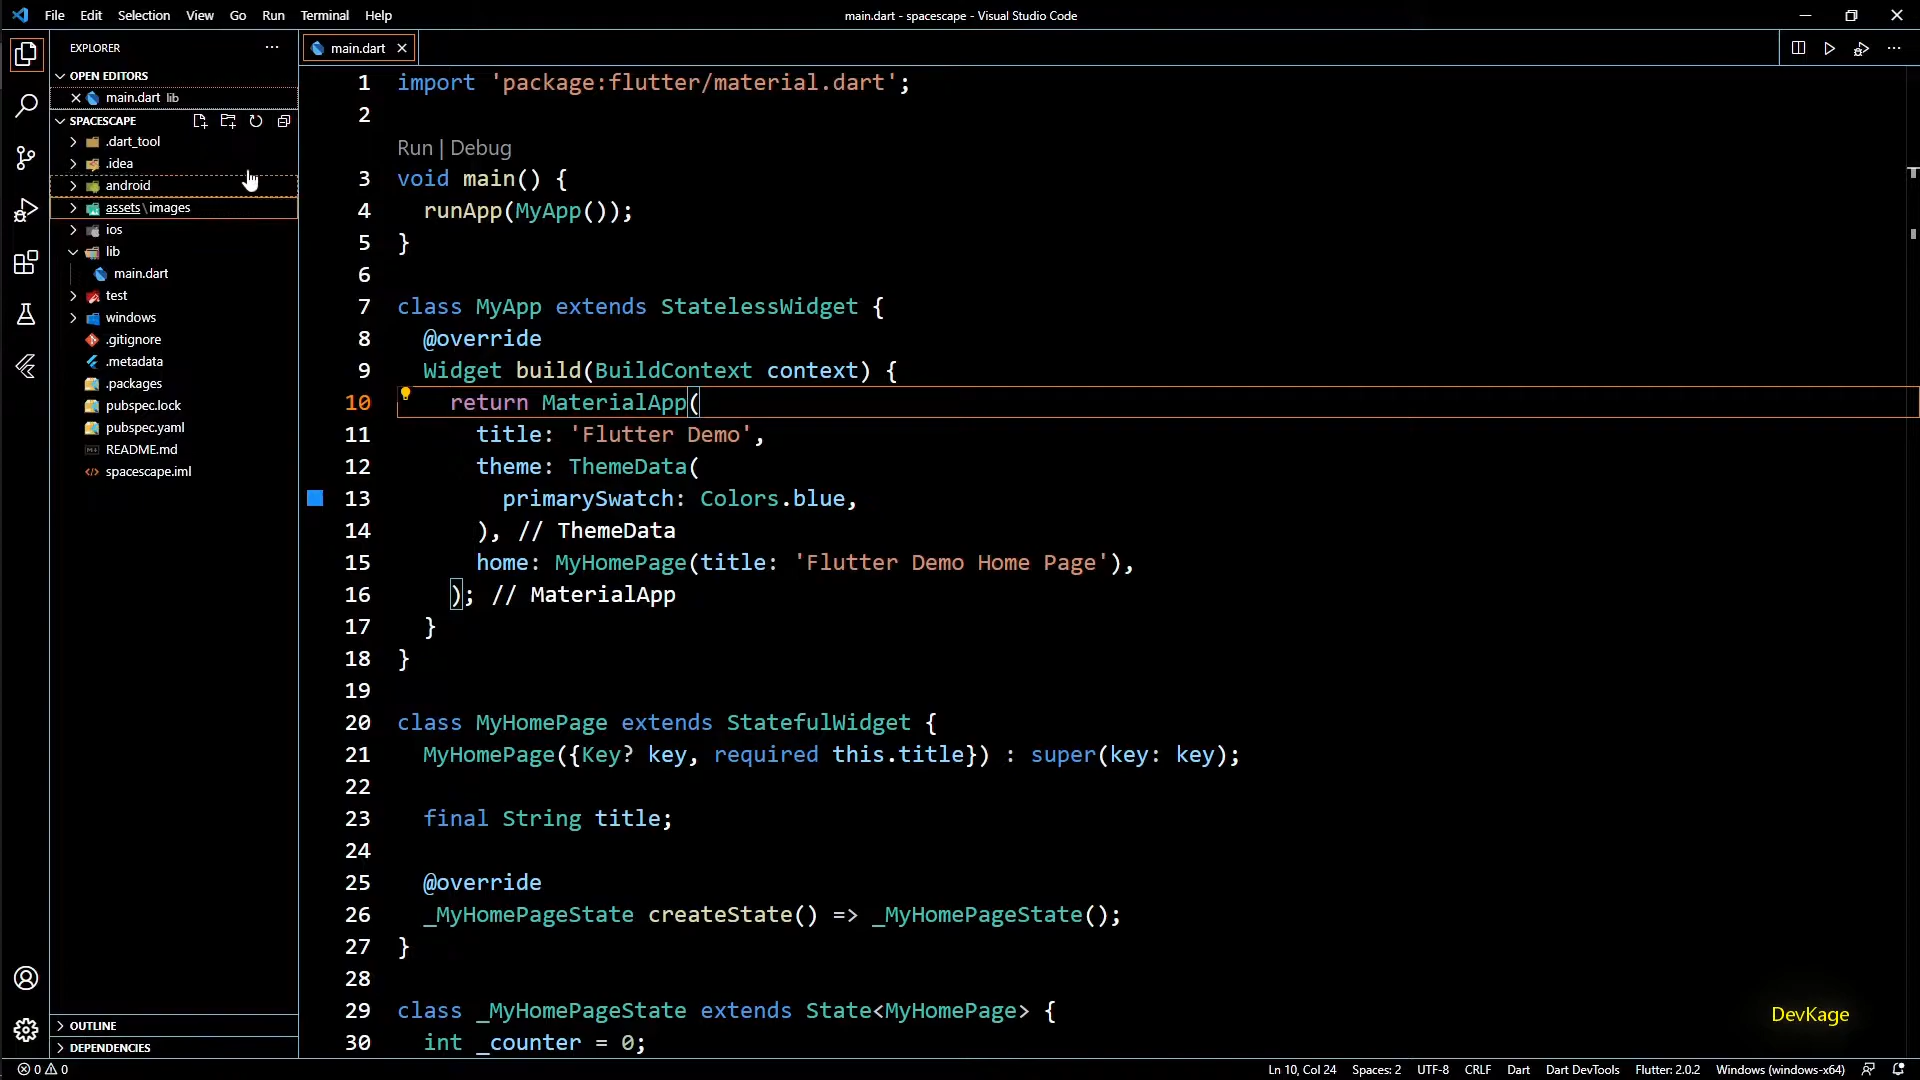 File Edit Selection View Go Run Terminal Help
main.dart - spacescape - Visual Studio Code
EXPLORER
OPEN EDITORS
main.dart lib
SPACESCAPE
.dart_tool
.idea
android
assets\images
ios
lib
main.dart
test
windows
.gitignore
.metadata
.packages
pubspec.lock
pubspec.yaml
README.md
spacescape.iml
OUTLINE
DEPENDENCIES
main.dart
1 import 'package:flutter/material.dart';
2
Run | Debug
3 void main() {
4 runApp(MyApp());
5 }
6
7 class MyApp extends StatelessWidget {
8 @override
9 Widget build(BuildContext context) {
10 return MaterialApp(
11 title: 'Flutter Demo',
12 theme: ThemeData(
13 primarySwatch: Colors.blue,
14 ), // ThemeData
15 home: MyHomePage(title: 'Flutter Demo Home Page'),
16 ); // MaterialApp
17 }
18 }
19
20 class MyHomePage extends StatefulWidget {
21 MyHomePage({Key? key, required this.title}) : super(key: key);
22
23 final String title;
24
25 @override
26 _MyHomePageState createState() => _MyHomePageState();
27 }
28
29 class _MyHomePageState extends State<MyHomePage> {
30 int _counter = 0;
DevKage
0 0
Ln 10, Col 24 Spaces: 2 UTF-8 CRLF Dart Dart DevTools Flutter: 2.0.2 Windows (windows-x64)